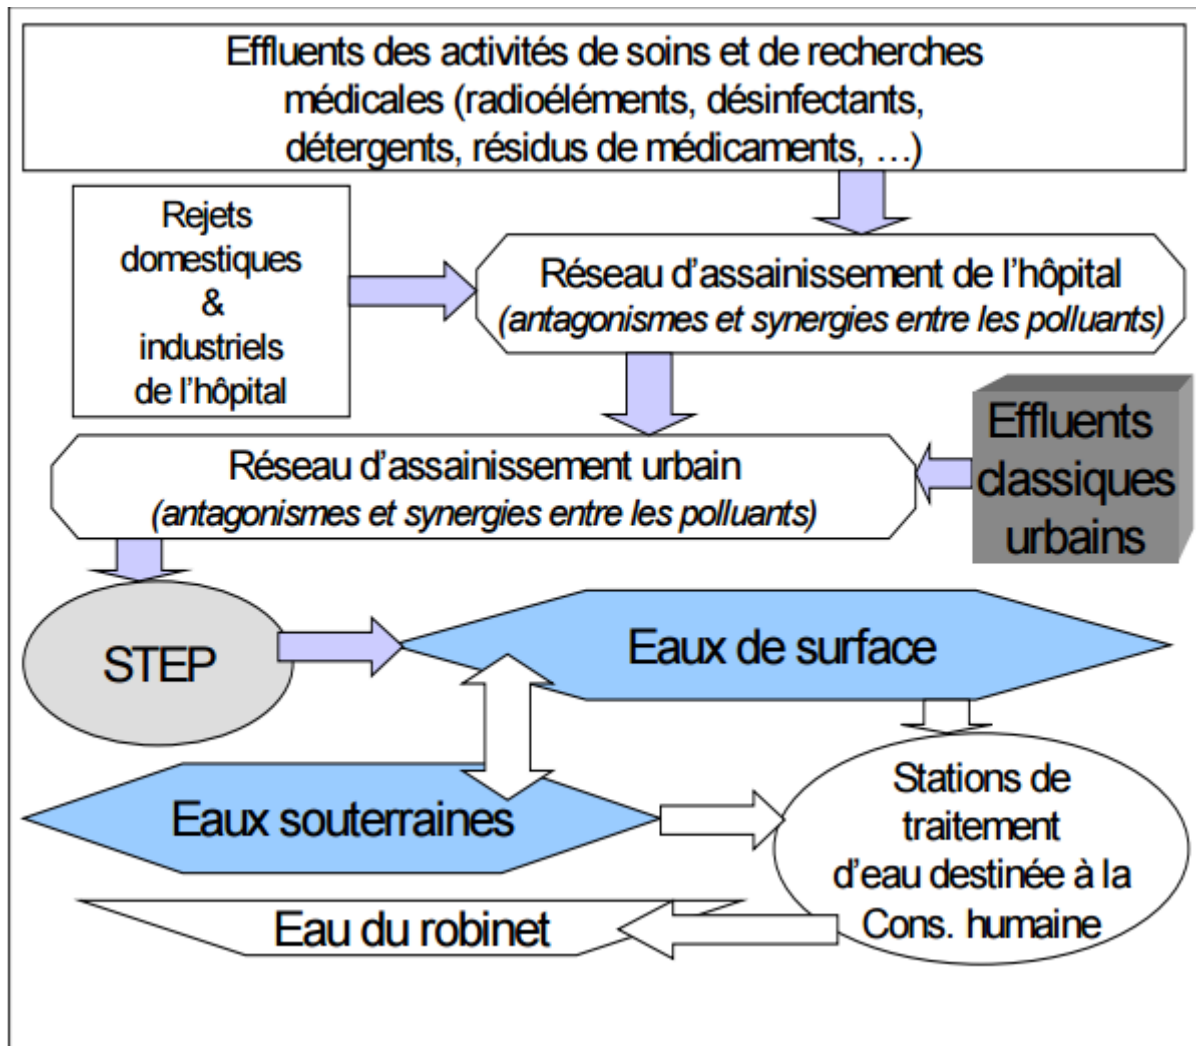 Effluents des activités de soins et de recherches
médicales (radioéléments, désinfectants,
détergents, résidus de médicaments, …)
Rejets
domestiques
&
industriels
de l’hôpital
Réseau d’assainissement de l’hôpital
(antagonismes et synergies entre les polluants)
Effluents
classiques
urbains
Réseau d’assainissement urbain
(antagonismes et synergies entre les polluants)
STEP
Eaux de surface
Eaux souterraines
Stations de
traitement
d’eau destinée à la
Cons. humaine
Eau du robinet